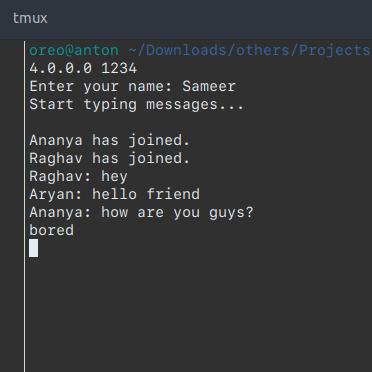 tmux
oreo@anton ~/Downloads/others/Projects
4.0.0.0 1234
Enter your name: Sameer
Start typing messages...
Ananya has joined.
Raghav has joined.
Raghav: hey
Aryan: hello friend
Ananya: how are you guys?
bored